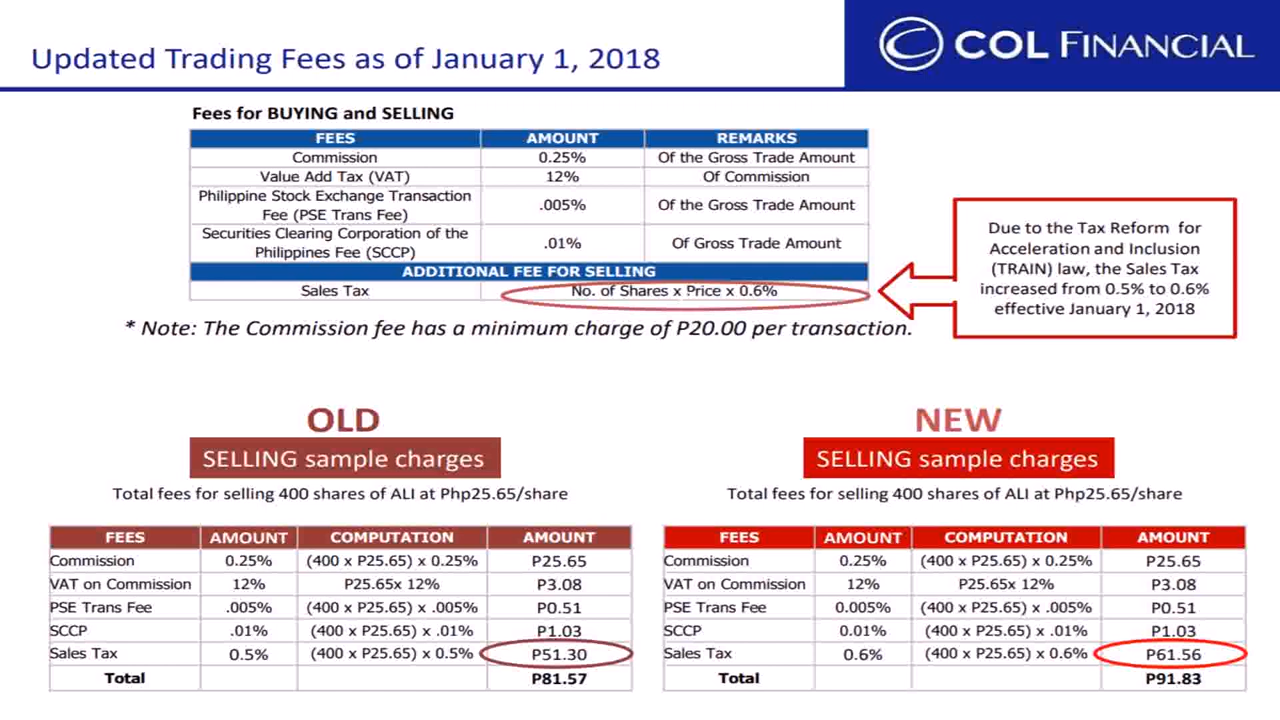 Updated Trading Fees as of January 1, 2018
COL FINANCIAL
Fees for BUYING and SELLING
FEES AMOUNT REMARKS
Commission 0.25% Of the Gross Trade Amount
Value Add Tax (VAT) 12% Of Commission
Philippine Stock Exchange Transaction
Fee (PSE Trans Fee) .005% Of the Gross Trade Amount
Securities Clearing Corporation of the
Philippines Fee (SCCP) .01% Of Gross Trade Amount
ADDITIONAL FEE FOR SELLING
Sales Tax No. of Shares x Price x 0.6%
Due to the Tax Reform for
Acceleration and Inclusion
(TRAIN) law, the Sales Tax
increased from 0.5% to 0.6%
effective January 1, 2018
* Note: The Commission fee has a minimum charge of P20.00 per transaction.
OLD
SELLING sample charges
Total fees for selling 400 shares of ALI at Php25.65/share
FEES AMOUNT COMPUTATION AMOUNT
Commission 0.25% (400 x P25.65) x 0.25% P25.65
VAT on Commission 12% P25.65x 12% P3.08
PSE Trans Fee .005% (400 x P25.65) x .005% P0.51
SCCP .01% (400 x P25.65) x .01% P1.03
Sales Tax 0.5% (400 x P25.65) x 0.5% P51.30
Total P81.57
NEW
SELLING sample charges
Total fees for selling 400 shares of ALI at Php25.65/share
FEES AMOUNT COMPUTATION AMOUNT
Commission 0.25% (400 x P25.65) x 0.25% P25.65
VAT on Commission 12% P25.65x 12% P3.08
PSE Trans Fee 0.005% (400 x P25.65) x .005% P0.51
SCCP 0.01% (400 x P25.65) x .01% P1.03
Sales Tax 0.6% (400 x P25.65) x 0.6% P61.56
Total P91.83